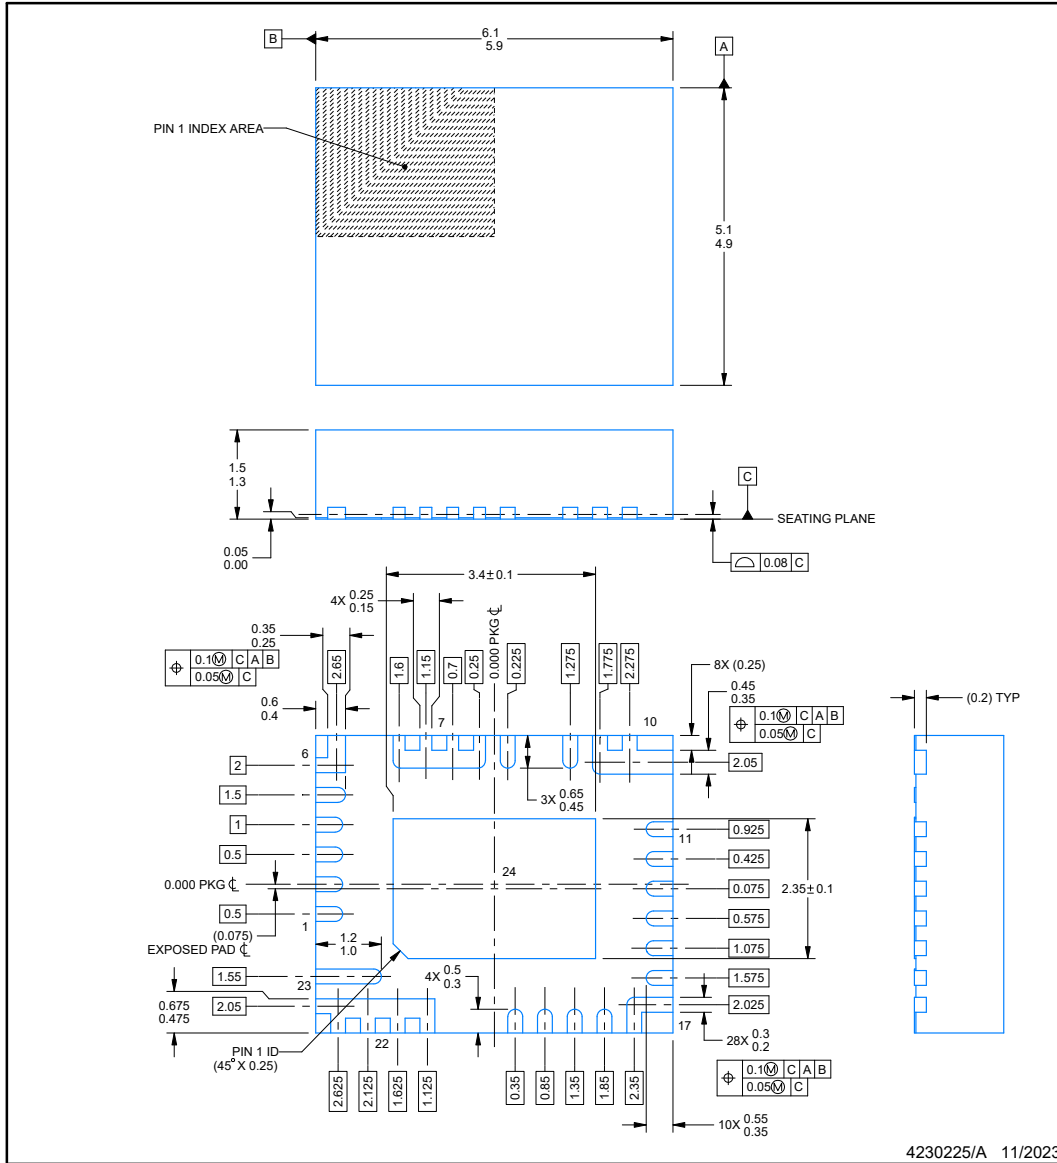 B
6.1
5.9
A
PIN 1 INDEX AREA
5.1
4.9
1.5
1.3
C
SEATING PLANE
0.05
0.00
0.08 C
3.4±0.1
4X 0.25
0.15
0.35
0.25
0.1Ⓜ C A B
0.05Ⓜ C
2.65
1.6
1.15
0.7
0.25
0.000 PKG ℄
0.225
1.275
1.775
2.275
8X (0.25)
0.45
0.35
(0.2) TYP
0.1Ⓜ C A B
0.05Ⓜ C
0.6
0.4
7
10
6
2
2.05
1.5
3X 0.65
0.45
1
0.925
11
0.5
0.425
24
0.000 PKG ℄
0.075
2.35±0.1
0.5
0.575
(0.075)
1
EXPOSED PAD ℄
1.2
1.0
1.075
1.55
23
4X 0.5
0.3
1.575
0.675
0.475
2.05
2.025
17
22
28X 0.3
0.2
PIN 1 ID
(45° X 0.25)
0.1Ⓜ C A B
0.05Ⓜ C
2.625
2.125
1.625
1.125
0.35
0.85
1.35
1.85
2.35
10X 0.55
0.35
4230225/A 11/2023